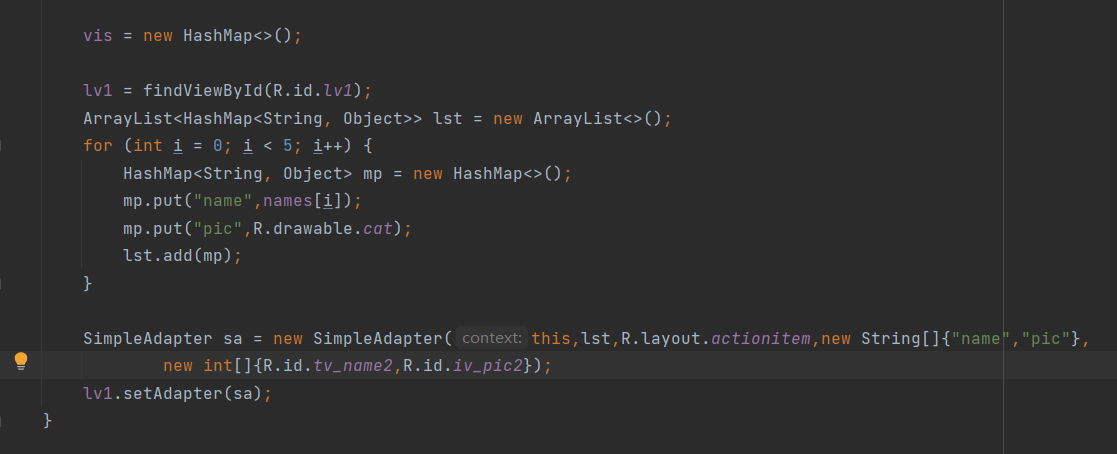 vis = new HashMap<>();
lv1 = findViewById(R.id.lv1);
ArrayList<HashMap<String, Object>> lst = new ArrayList<>();
for (int i = 0; i < 5; i++) {
HashMap<String, Object> mp = new HashMap<>();
mp.put("name",names[i]);
mp.put("pic",R.drawable.cat);
lst.add(mp);
}
SimpleAdapter sa = new SimpleAdapter( context: this,lst,R.layout.actionitem,new String[]{"name","pic"},
new int[]{R.id.tv_name2,R.id.iv_pic2});
lv1.setAdapter(sa);
}